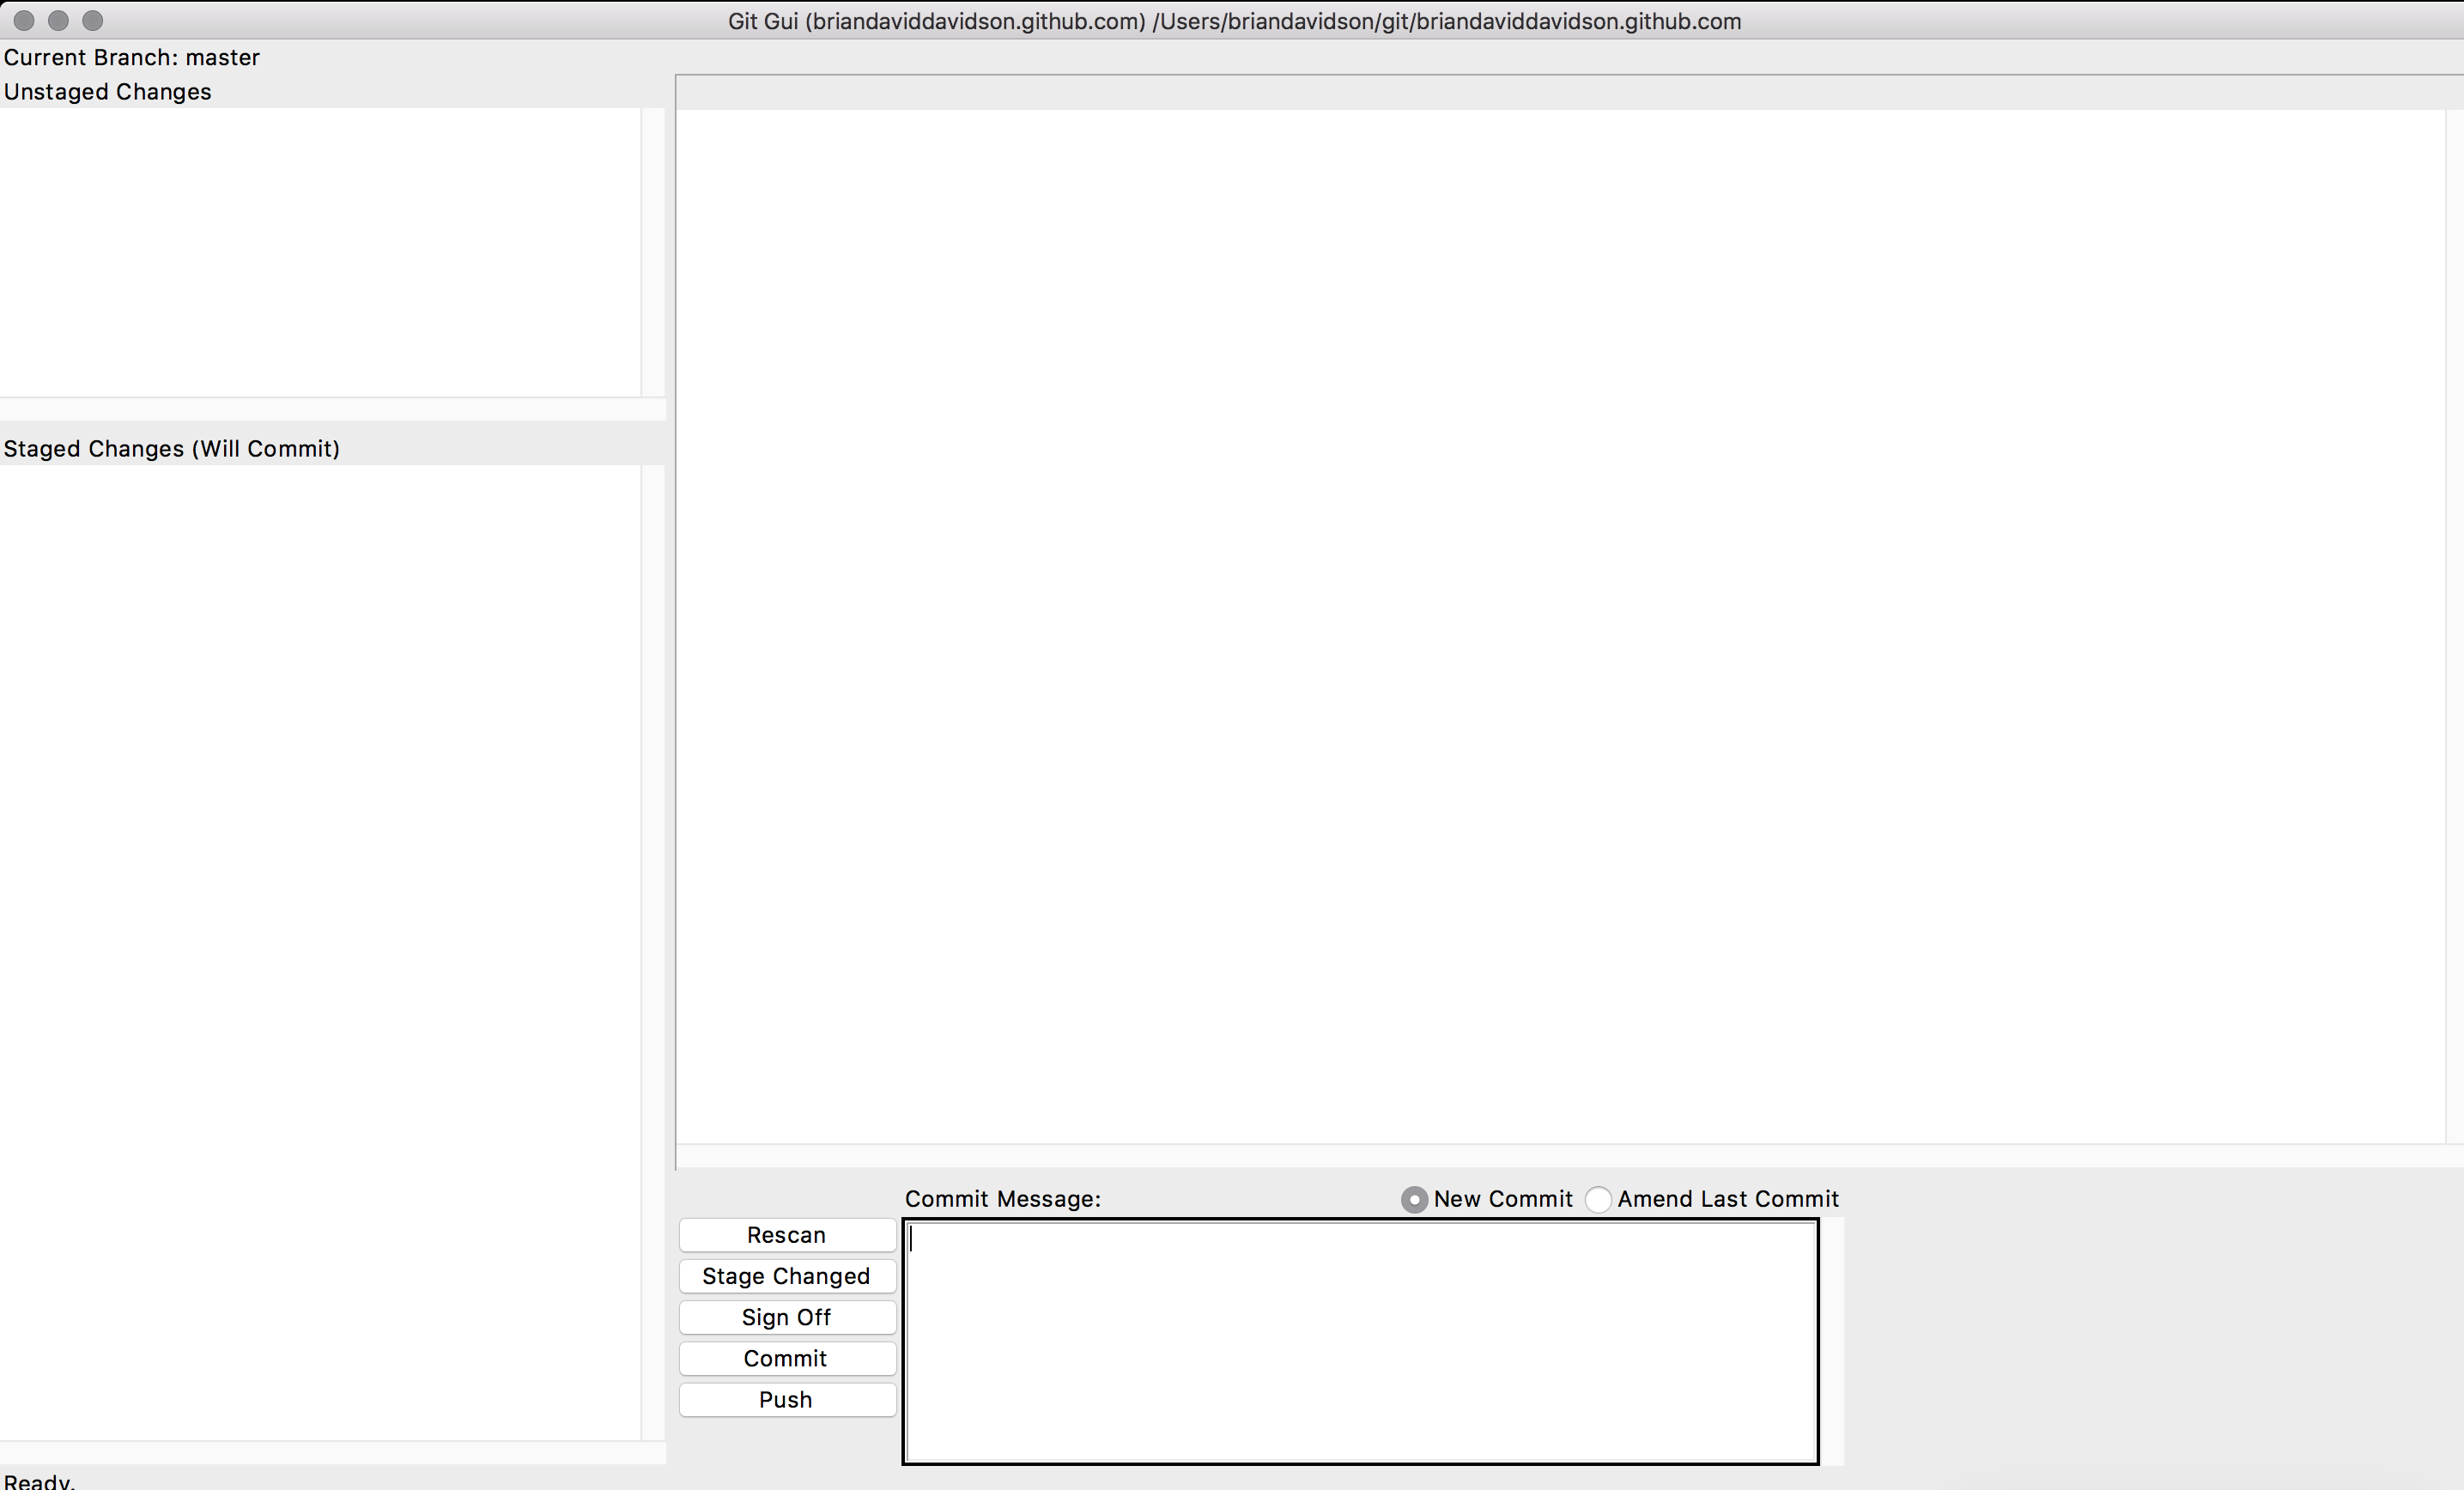 Git Gui (briandaviddavidson.github.com) /Users/briandavidson/git/briandaviddavidson.github.com
Current Branch: master
Unstaged Changes
Staged Changes (Will Commit)
Commit Message:
New Commit
Amend Last Commit
Rescan
Stage Changed
Sign Off
Commit
Push
Ready.